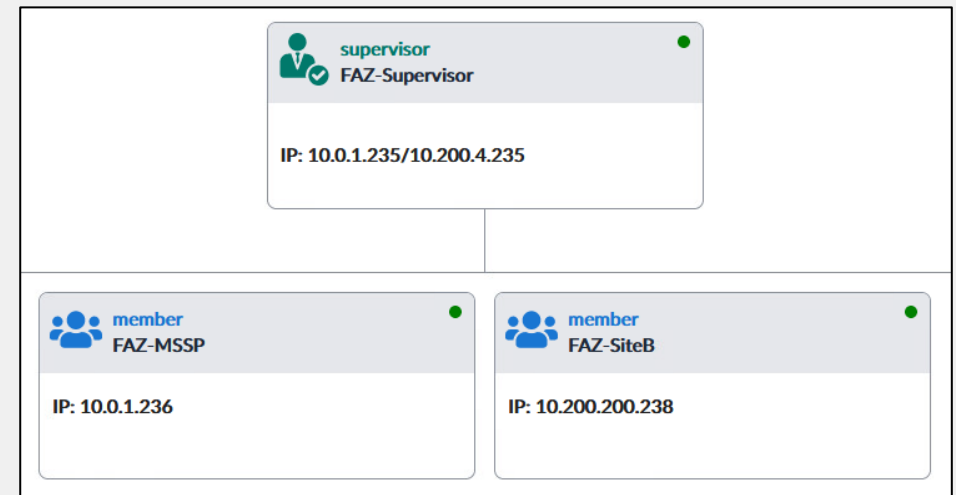 supervisor
FAZ-Supervisor
IP: 10.0.1.235/10.200.4.235
member
FAZ-MSSP
IP: 10.0.1.236
member
FAZ-SiteB
IP: 10.200.200.238